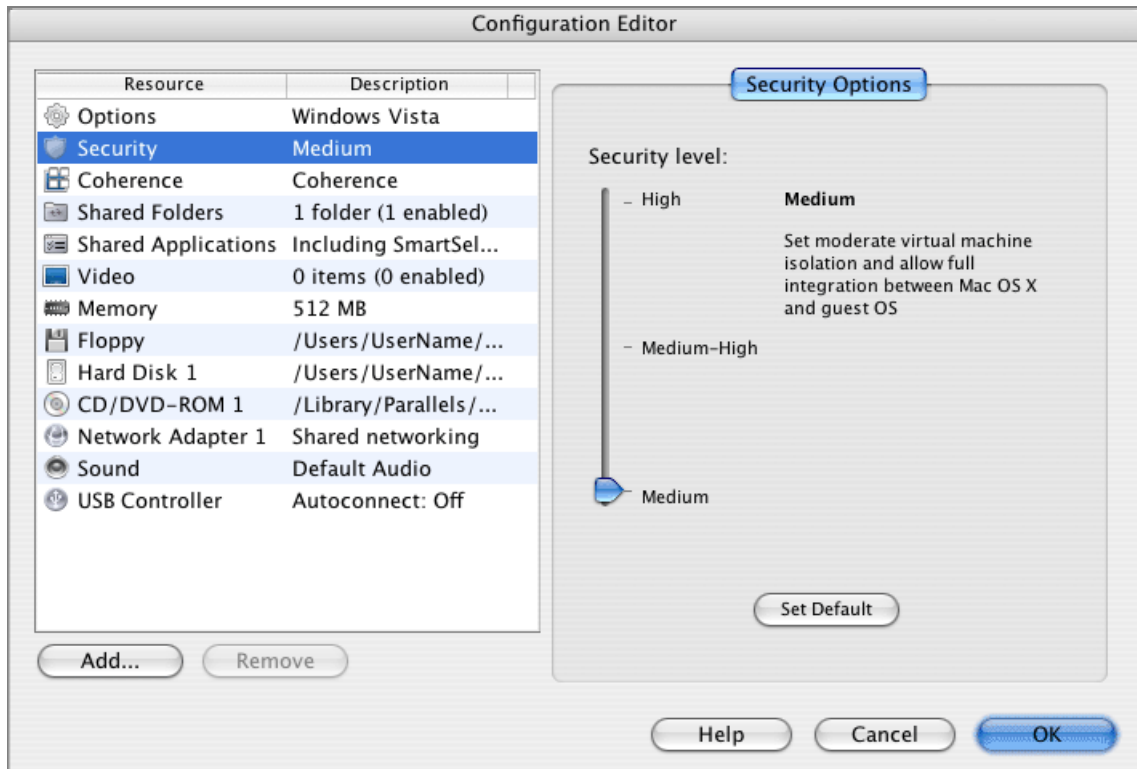 Configuration Editor
Resource Description
Options Windows Vista
Security Medium
Coherence Coherence
Shared Folders 1 folder (1 enabled)
Shared Applications Including SmartSel...
Video 0 items (0 enabled)
Memory 512 MB
Floppy /Users/UserName/...
Hard Disk 1 /Users/UserName/...
CD/DVD-ROM 1 /Library/Parallels/...
Network Adapter 1 Shared networking
Sound Default Audio
USB Controller Autoconnect: Off
Add... Remove
Security Options
Security level:
High
Medium-High
Medium
Medium
Set moderate virtual machine
isolation and allow full
integration between Mac OS X
and guest OS
Set Default
Help Cancel OK